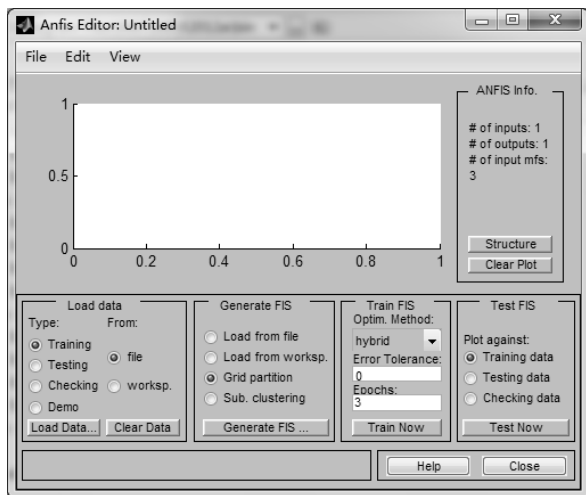 Anfis Editor: Untitled
File Edit View
1
0.5
0
0 0.2 0.4 0.6 0.8 1
ANFIS Info.
# of inputs: 1
# of outputs: 1
# of input mfs:
3
Structure
Clear Plot
Load data
Type: From:
Training
Testing
Checking
Demo
file
worksp.
Load Data... Clear Data
Generate FIS
Load from file
Load from worksp.
Grid partition
Sub. clustering
Generate FIS ...
Train FIS
Optim. Method:
hybrid
Error Tolerance:
0
Epochs:
3
Train Now
Test FIS
Plot against:
Training data
Testing data
Checking data
Test Now
Help Close